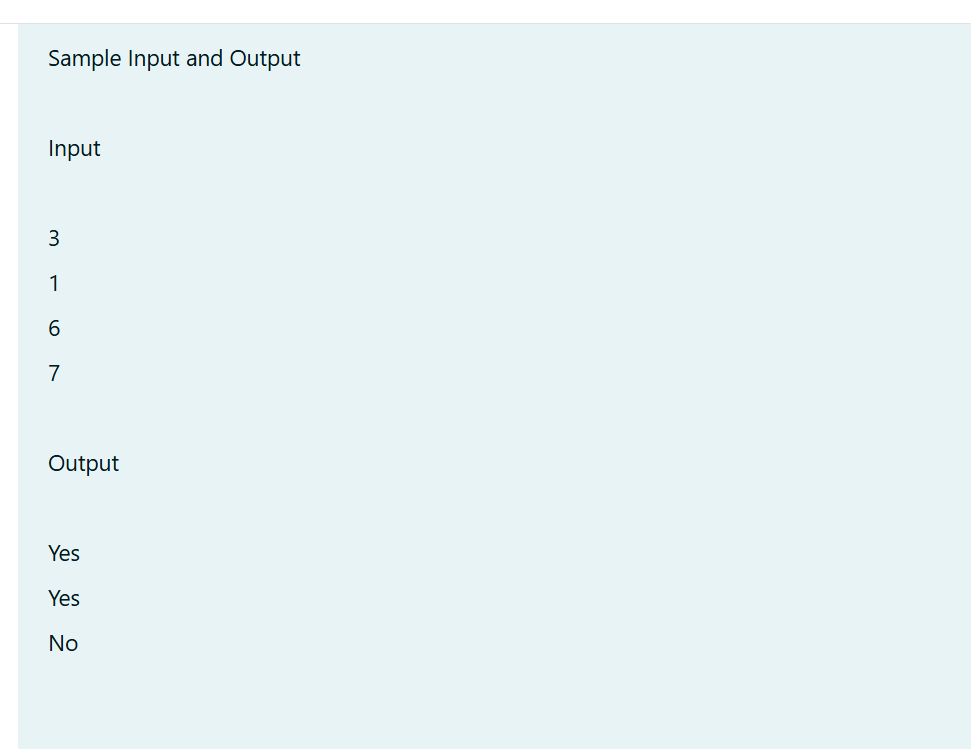 Sample Input and Output
Input
3
1
6
7
Output
Yes
Yes
No